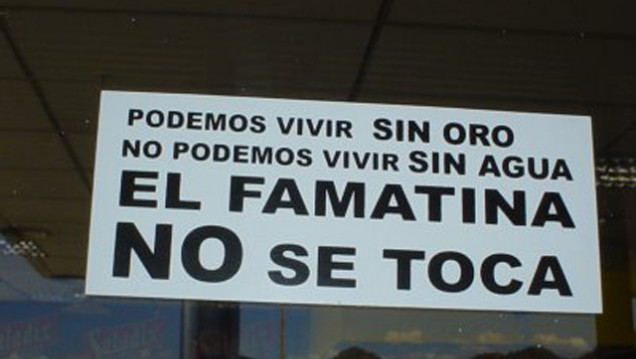 PODEMOS VIVIR SIN ORO
NO PODEMOS VIVIR SIN AGUA
EL FAMATINA
NO SE TOCA